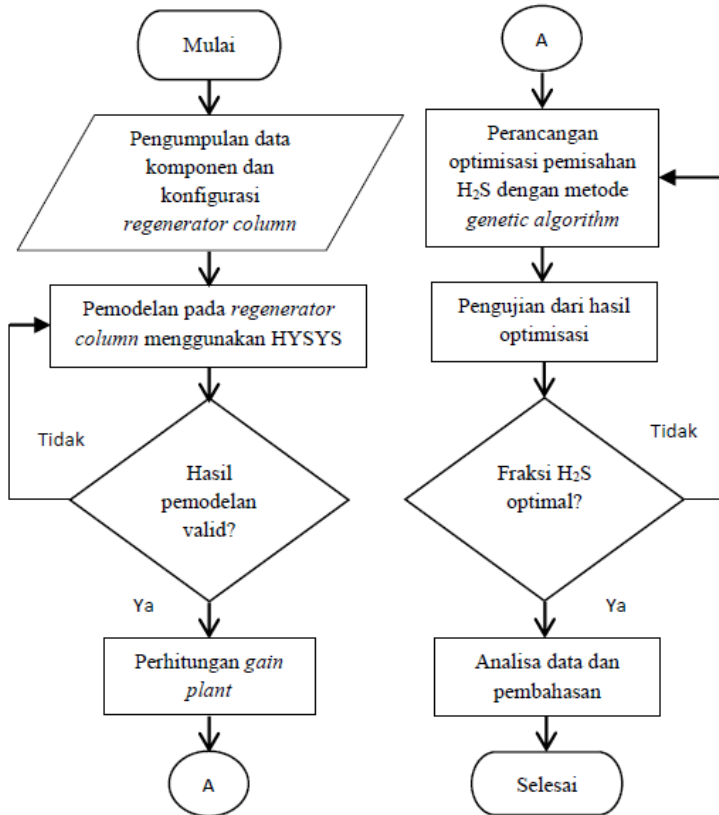 Mulai
Pengumpulan data
komponen dan
konfigurasi
regenerator column
Pemodelan pada regenerator
column menggunakan HYSYS
Tidak
Hasil
pemodelan
valid?
Ya
Perhitungan gain
plant
A
A
Perancangan
optimisasi pemisahan
H₂S dengan metode
genetic algorithm
Pengujian dari hasil
optimisasi
Tidak
Fraksi H₂S
optimal?
Ya
Analisa data dan
pembahasan
Selesai